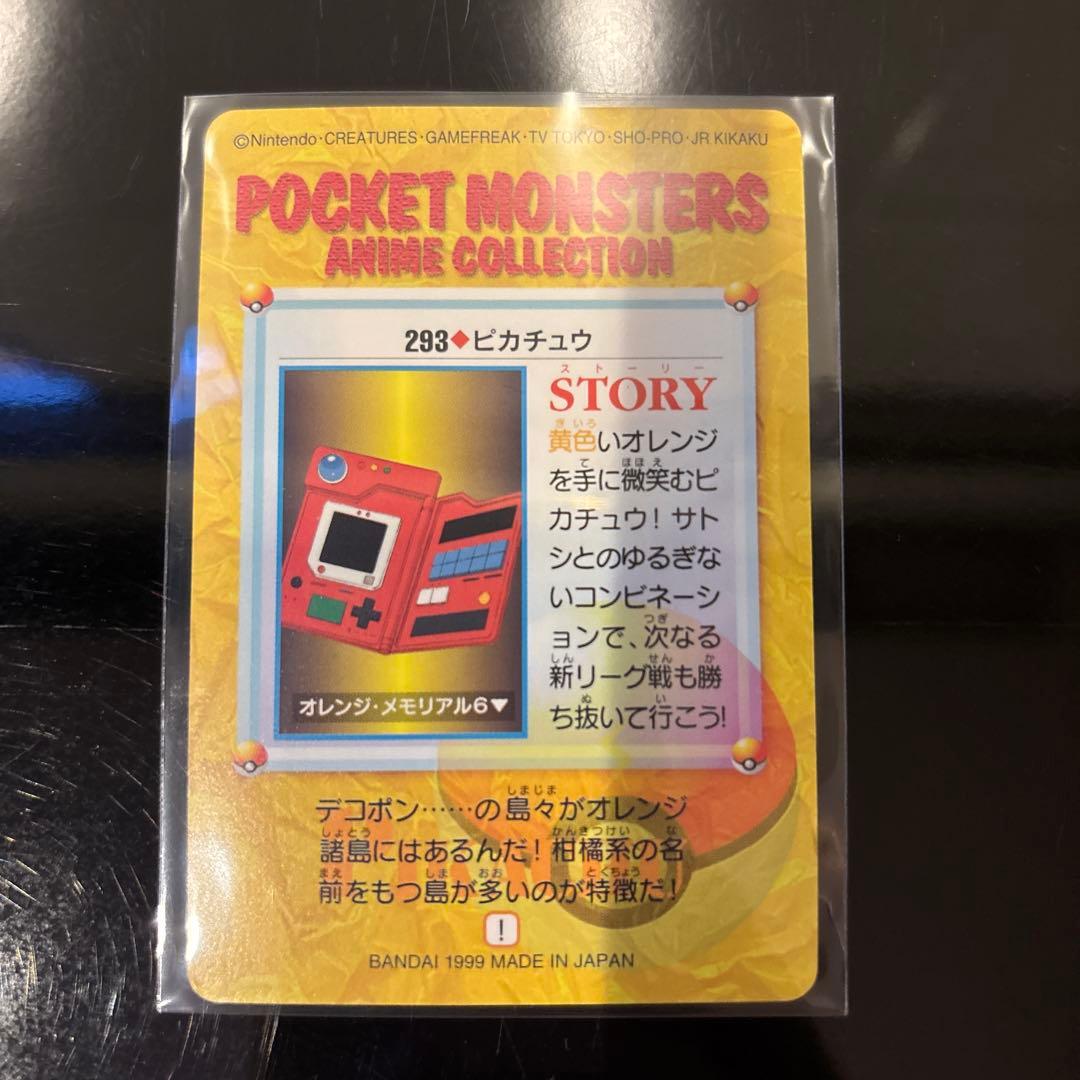 ©Nintendo・CREATURES・GAMEFREAK・TV TOKYO・SHO-PRO・JR KIKAKU
POCKET MONSTERS
ANIME COLLECTION
293◆ピカチュウ
ストーリー
STORY
きいろ
黄色いオレンジ
て ほほえ
を手に微笑むピ
カチュウ! サト
シとのゆるぎな
いコンビネーシ
つぎ
ョンで、次なる
しん せん か
新リーグ戦も勝
ぬ い
ち抜いて行こう!
オレンジ・メモリアル6▼
しまじま
デコポン……の島々がオレンジ
しょとう かんきつけい な
諸島にはあるんだ! 柑橘系の名
まえ しま おお とくちょう
前をもつ島が多いのが特徴だ!
!
BANDAI 1999 MADE IN JAPAN